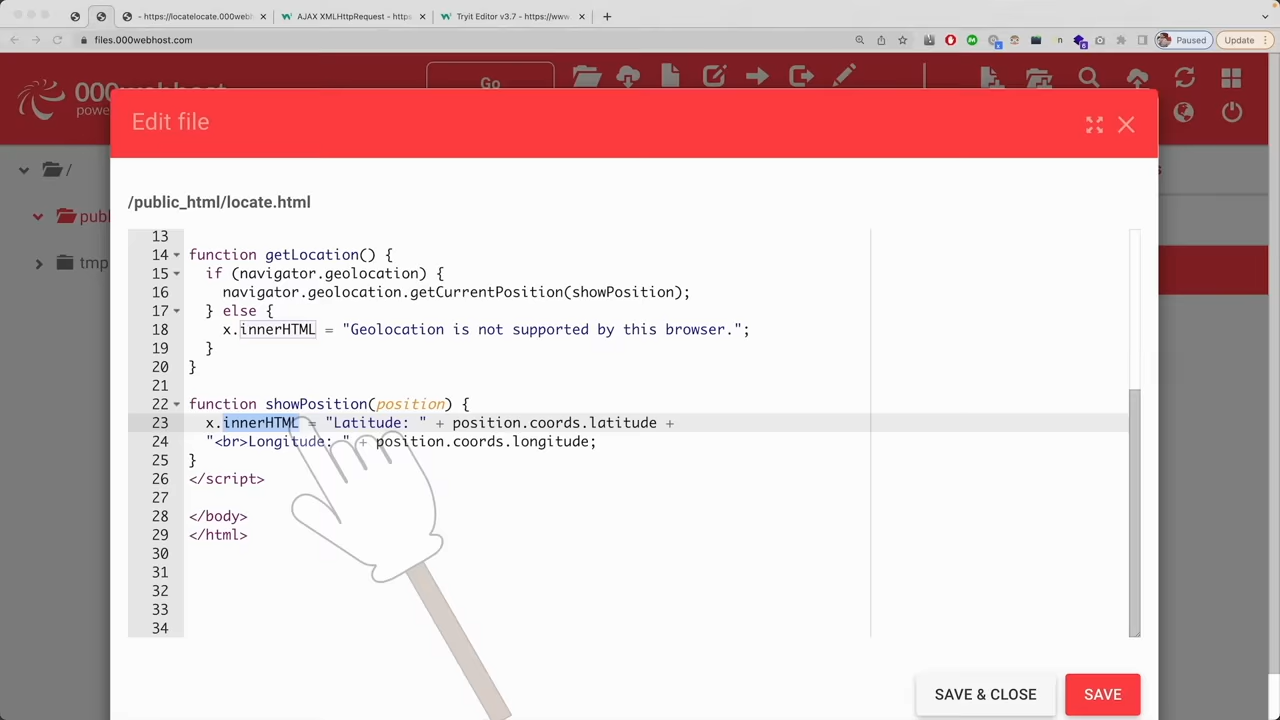 - https://locatelocate.000webh
AJAX XMLHttpRequest - https:
Tryit Editor v3.7 - https://www
files.000webhost.com
Paused
Update
000webhost
Go
Edit file
/
/public_html/locate.html
publ
tmp
13
14 function getLocation() {
15 if (navigator.geolocation) {
16 navigator.geolocation.getCurrentPosition(showPosition);
17 } else {
18 x.innerHTML = "Geolocation is not supported by this browser.";
19 }
20 }
21
22 function showPosition(position) {
23 x.innerHTML = "Latitude: " + position.coords.latitude +
24 "<br>Longitude: " + position.coords.longitude;
25 }
26 </script>
27
28 </body>
29 </html>
30
31
32
33
34
SAVE & CLOSE
SAVE